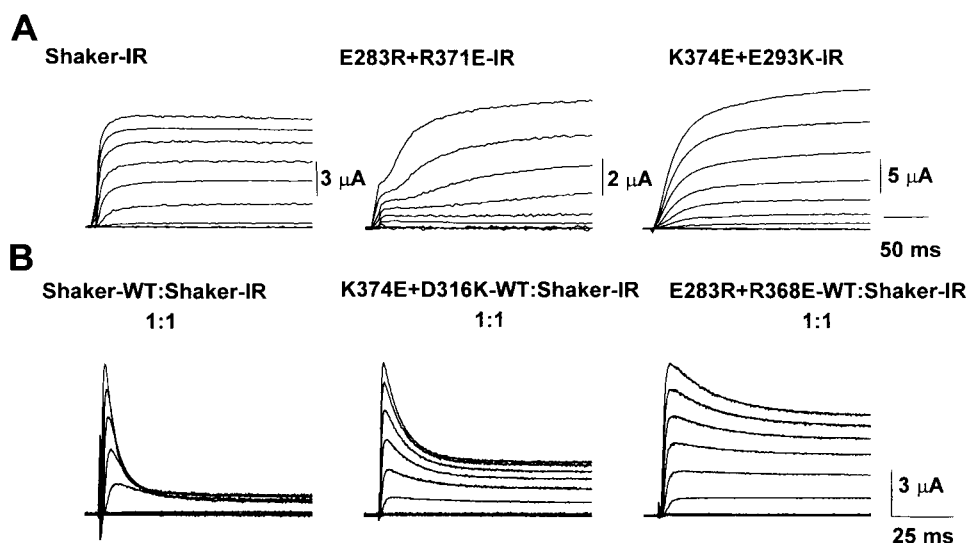 A
Shaker-IR
E283R+R371E-IR
K374E+E293K-IR
3 µA
2 µA
5 µA
50 ms
B
Shaker-WT:Shaker-IR
1:1
K374E+D316K-WT:Shaker-IR
1:1
E283R+R368E-WT:Shaker-IR
1:1
3 µA
25 ms